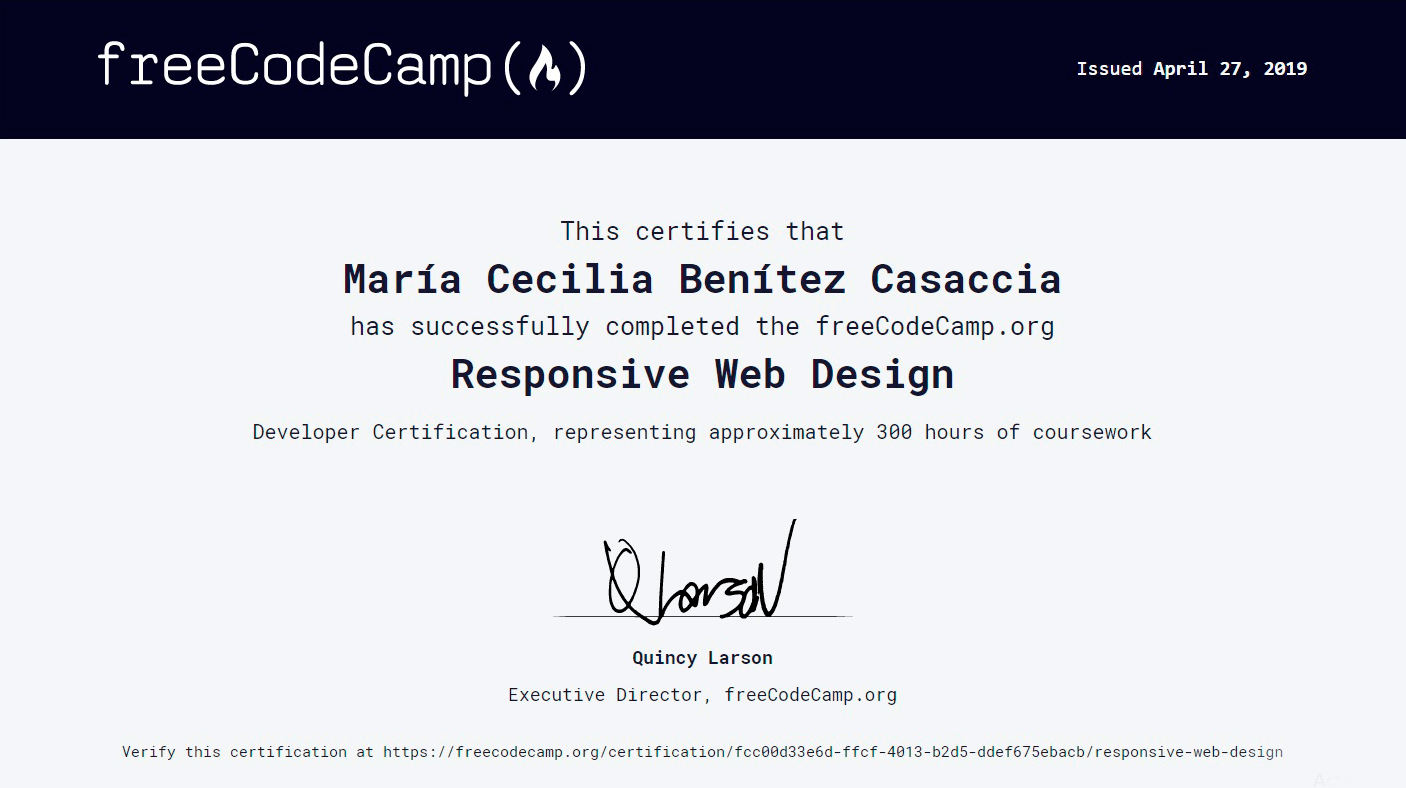 freeCodeCamp(🔥)
Issued April 27, 2019
This certifies that
María Cecilia Benítez Casaccia
has successfully completed the freeCodeCamp.org
Responsive Web Design
Developer Certification, representing approximately 300 hours of coursework
Q Larson
Quincy Larson
Executive Director, freeCodeCamp.org
Verify this certification at https://freecodecamp.org/certification/fcc00d33e6d-ffcf-4013-b2d5-ddef675ebacb/responsive-web-design